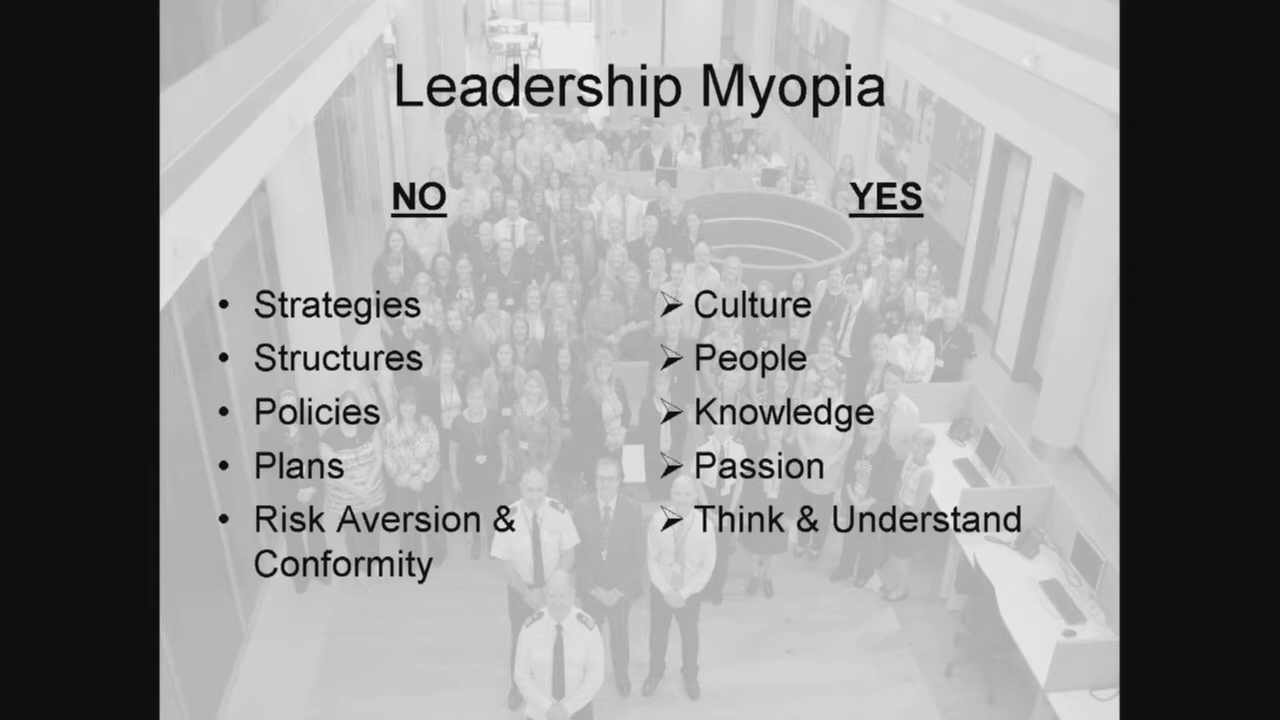 Leadership Myopia
NO
• Strategies
• Structures
• Policies
• Plans
• Risk Aversion &
Conformity
YES
➢ Culture
➢ People
➢ Knowledge
➢ Passion
➢ Think & Understand